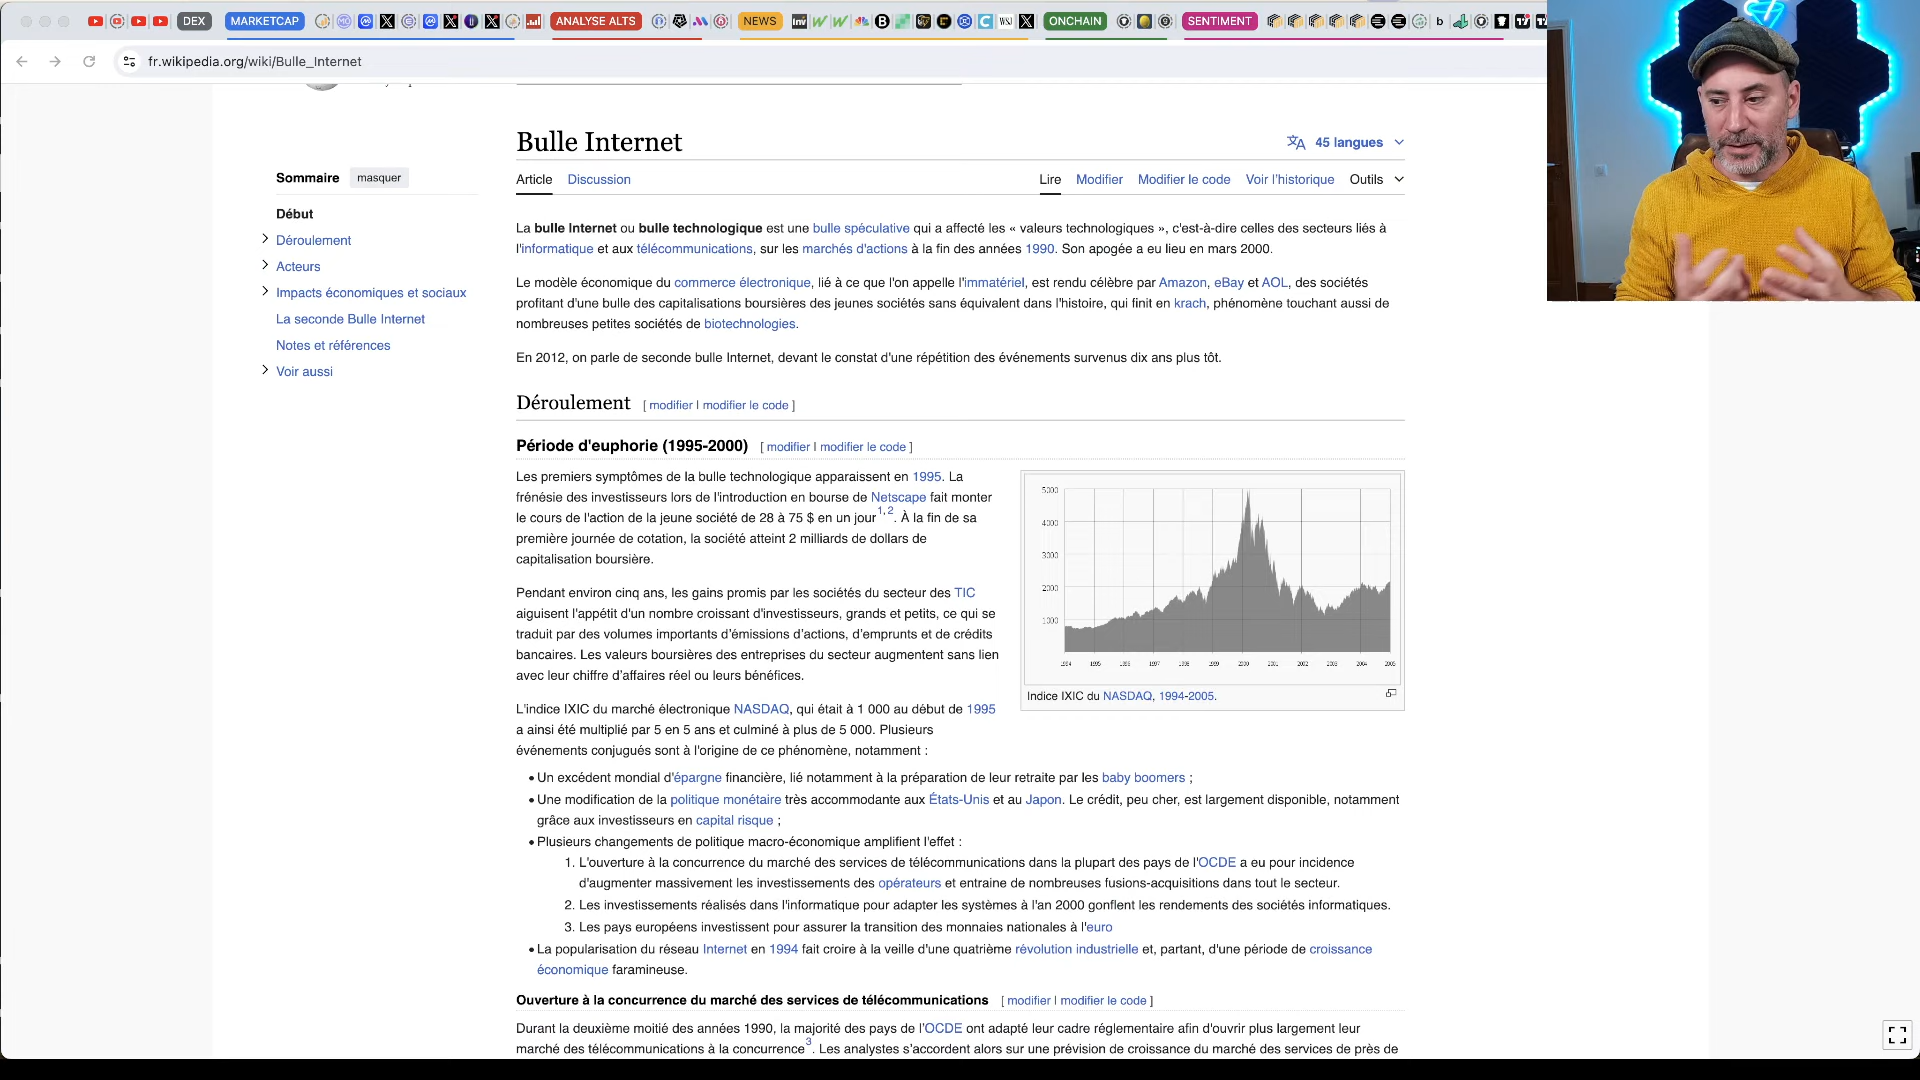 DEX
MARKETCAP
ANALYSE ALTS
NEWS
ONCHAIN
SENTIMENT
fr.wikipedia.org/wiki/Bulle_Internet
Bulle Internet
45 langues
Sommaire masquer
Début
Déroulement
Acteurs
Impacts économiques et sociaux
La seconde Bulle Internet
Notes et références
Voir aussi
Article Discussion
Lire Modifier Modifier le code Voir l'historique Outils
La bulle Internet ou bulle technologique est une bulle spéculative qui a affecté les « valeurs technologiques », c'est-à-dire celles des secteurs liés à
l'informatique et aux télécommunications, sur les marchés d'actions à la fin des années 1990. Son apogée a eu lieu en mars 2000.
Le modèle économique du commerce électronique, lié à ce que l'on appelle l'immatériel, est rendu célèbre par Amazon, eBay et AOL, des sociétés
profitant d'une bulle des capitalisations boursières des jeunes sociétés sans équivalent dans l'histoire, qui finit en krach, phénomène touchant aussi de
nombreuses petites sociétés de biotechnologies.
En 2012, on parle de seconde bulle Internet, devant le constat d'une répétition des événements survenus dix ans plus tôt.
Déroulement [ modifier | modifier le code ]
Période d'euphorie (1995-2000) [ modifier | modifier le code ]
Les premiers symptômes de la bulle technologique apparaissent en 1995. La
frénésie des investisseurs lors de l'introduction en bourse de Netscape fait monter
le cours de l'action de la jeune société de 28 à 75 $ en un jour1, 2. À la fin de sa
première journée de cotation, la société atteint 2 milliards de dollars de
capitalisation boursière.
Pendant environ cinq ans, les gains promis par les sociétés du secteur des TIC
aiguisent l'appétit d'un nombre croissant d'investisseurs, grands et petits, ce qui se
traduit par des volumes importants d'émissions d'actions, d'emprunts et de crédits
bancaires. Les valeurs boursières des entreprises du secteur augmentent sans lien
avec leur chiffre d'affaires réel ou leurs bénéfices.
5000
4000
3000
2000
1000
1994 1995 1996 1997 1998 1999 2000 2001 2002 2003 2004 2005
Indice IXIC du NASDAQ, 1994-2005.
L'indice IXIC du marché électronique NASDAQ, qui était à 1 000 au début de 1995
a ainsi été multiplié par 5 en 5 ans et culminé à plus de 5 000. Plusieurs
événements conjugués sont à l'origine de ce phénomène, notamment :
• Un excédent mondial d'épargne financière, lié notamment à la préparation de leur retraite par les baby boomers ;
• Une modification de la politique monétaire très accommodante aux États-Unis et au Japon. Le crédit, peu cher, est largement disponible, notamment
grâce aux investisseurs en capital risque ;
• Plusieurs changements de politique macro-économique amplifient l'effet :
1. L'ouverture à la concurrence du marché des services de télécommunications dans la plupart des pays de l'OCDE a eu pour incidence
d'augmenter massivement les investissements des opérateurs et entraine de nombreuses fusions-acquisitions dans tout le secteur.
2. Les investissements réalisés dans l'informatique pour adapter les systèmes à l'an 2000 gonflent les rendements des sociétés informatiques.
3. Les pays européens investissent pour assurer la transition des monnaies nationales à l'euro
• La popularisation du réseau Internet en 1994 fait croire à la veille d'une quatrième révolution industrielle et, partant, d'une période de croissance
économique faramineuse.
Ouverture à la concurrence du marché des services de télécommunications [ modifier | modifier le code ]
Durant la deuxième moitié des années 1990, la majorité des pays de l'OCDE ont adapté leur cadre réglementaire afin d'ouvrir plus largement leur
marché des télécommunications à la concurrence3. Les analystes s'accordent alors sur une prévision de croissance du marché des services de près de